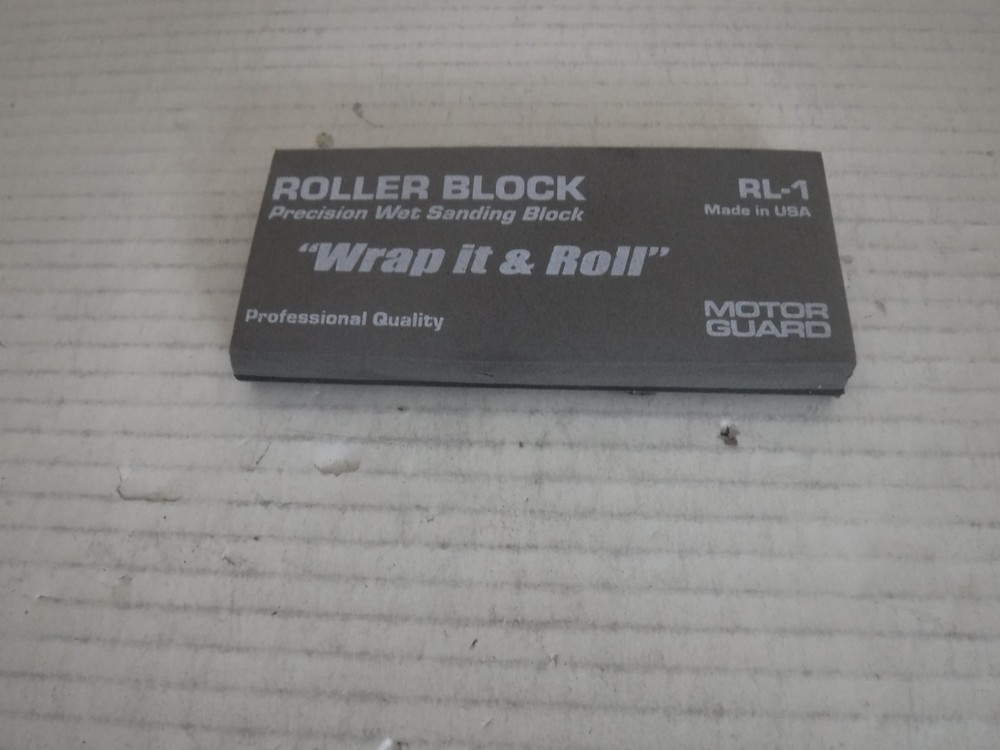 ROLLER BLOCK
Precision Wet Sanding Block
RL-1
Made in USA
"Wrap it & Roll"
Professional Quality
MOTOR
GUARD